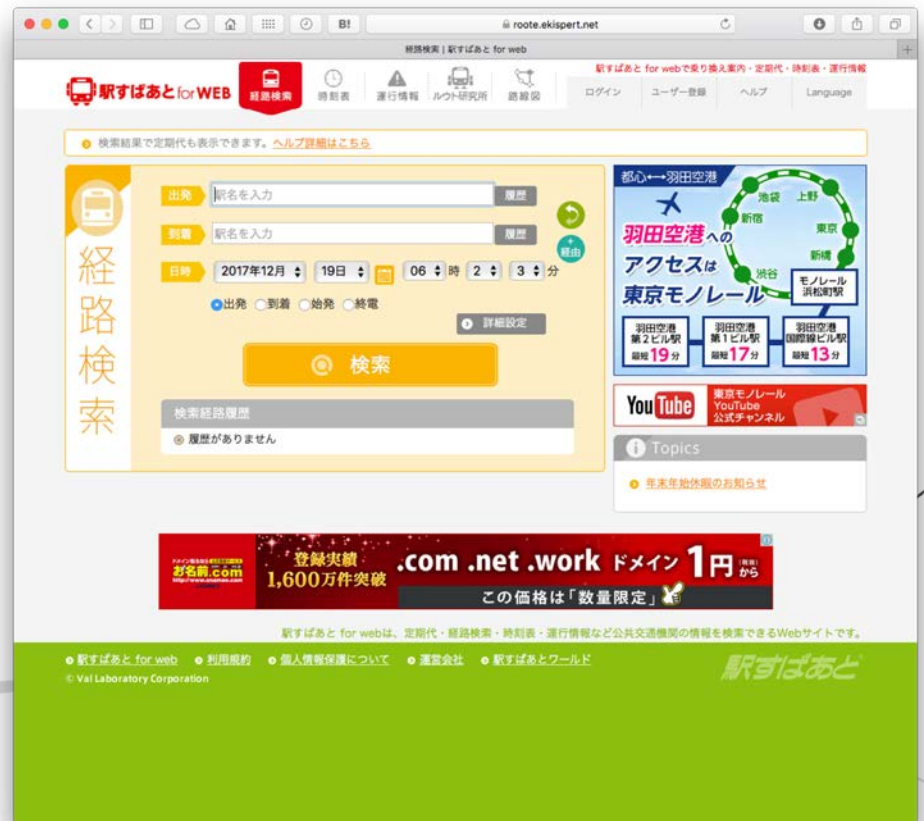 B!
roote.ekispert.net
経路検索 | 駅すぱあと for web
駅すぱあと for WEB
経路検索
時刻表
運行情報
ルウト研究所
路線図
駅すぱあと for webで乗り換え案内・定期代・時刻表・運行情報
ログイン
ユーザー登録
ヘルプ
Language
検索結果で定期代も表示できます。ヘルプ詳細はこちら
経路検索
出発
駅名を入力
履歴
到着
駅名を入力
履歴
+
経由
日時
2017年12月
19日
06
時
2
3
分
出発
到着
始発
終電
詳細設定
検索
検索経路履歴
履歴がありません
都心⟷羽田空港
池袋
上野
新宿
東京
新橋
渋谷
羽田空港への
アクセスは
東京モノレール
モノレール
浜松町駅
羽田空港
第2ビル駅
最短19分
羽田空港
第1ビル駅
最短17分
羽田空港
国際線ビル駅
最短13分
YouTube
東京モノレール
YouTube
公式チャンネル
Topics
年末年始休暇のお知らせ
お名前.com
http://www.onamae.com
登録実績
1,600万件突破
.com .net .work ドメイン 1円(税抜)から
この価格は「数量限定」
駅すぱあと for webは、定期代・経路検索・時刻表・運行情報など公共交通機関の情報を検索できるWebサイトです。
駅すぱあと for web
利用規約
個人情報保護について
運営会社
駅すぱあとワールド
© Val Laboratory Corporation
駅すぱあと